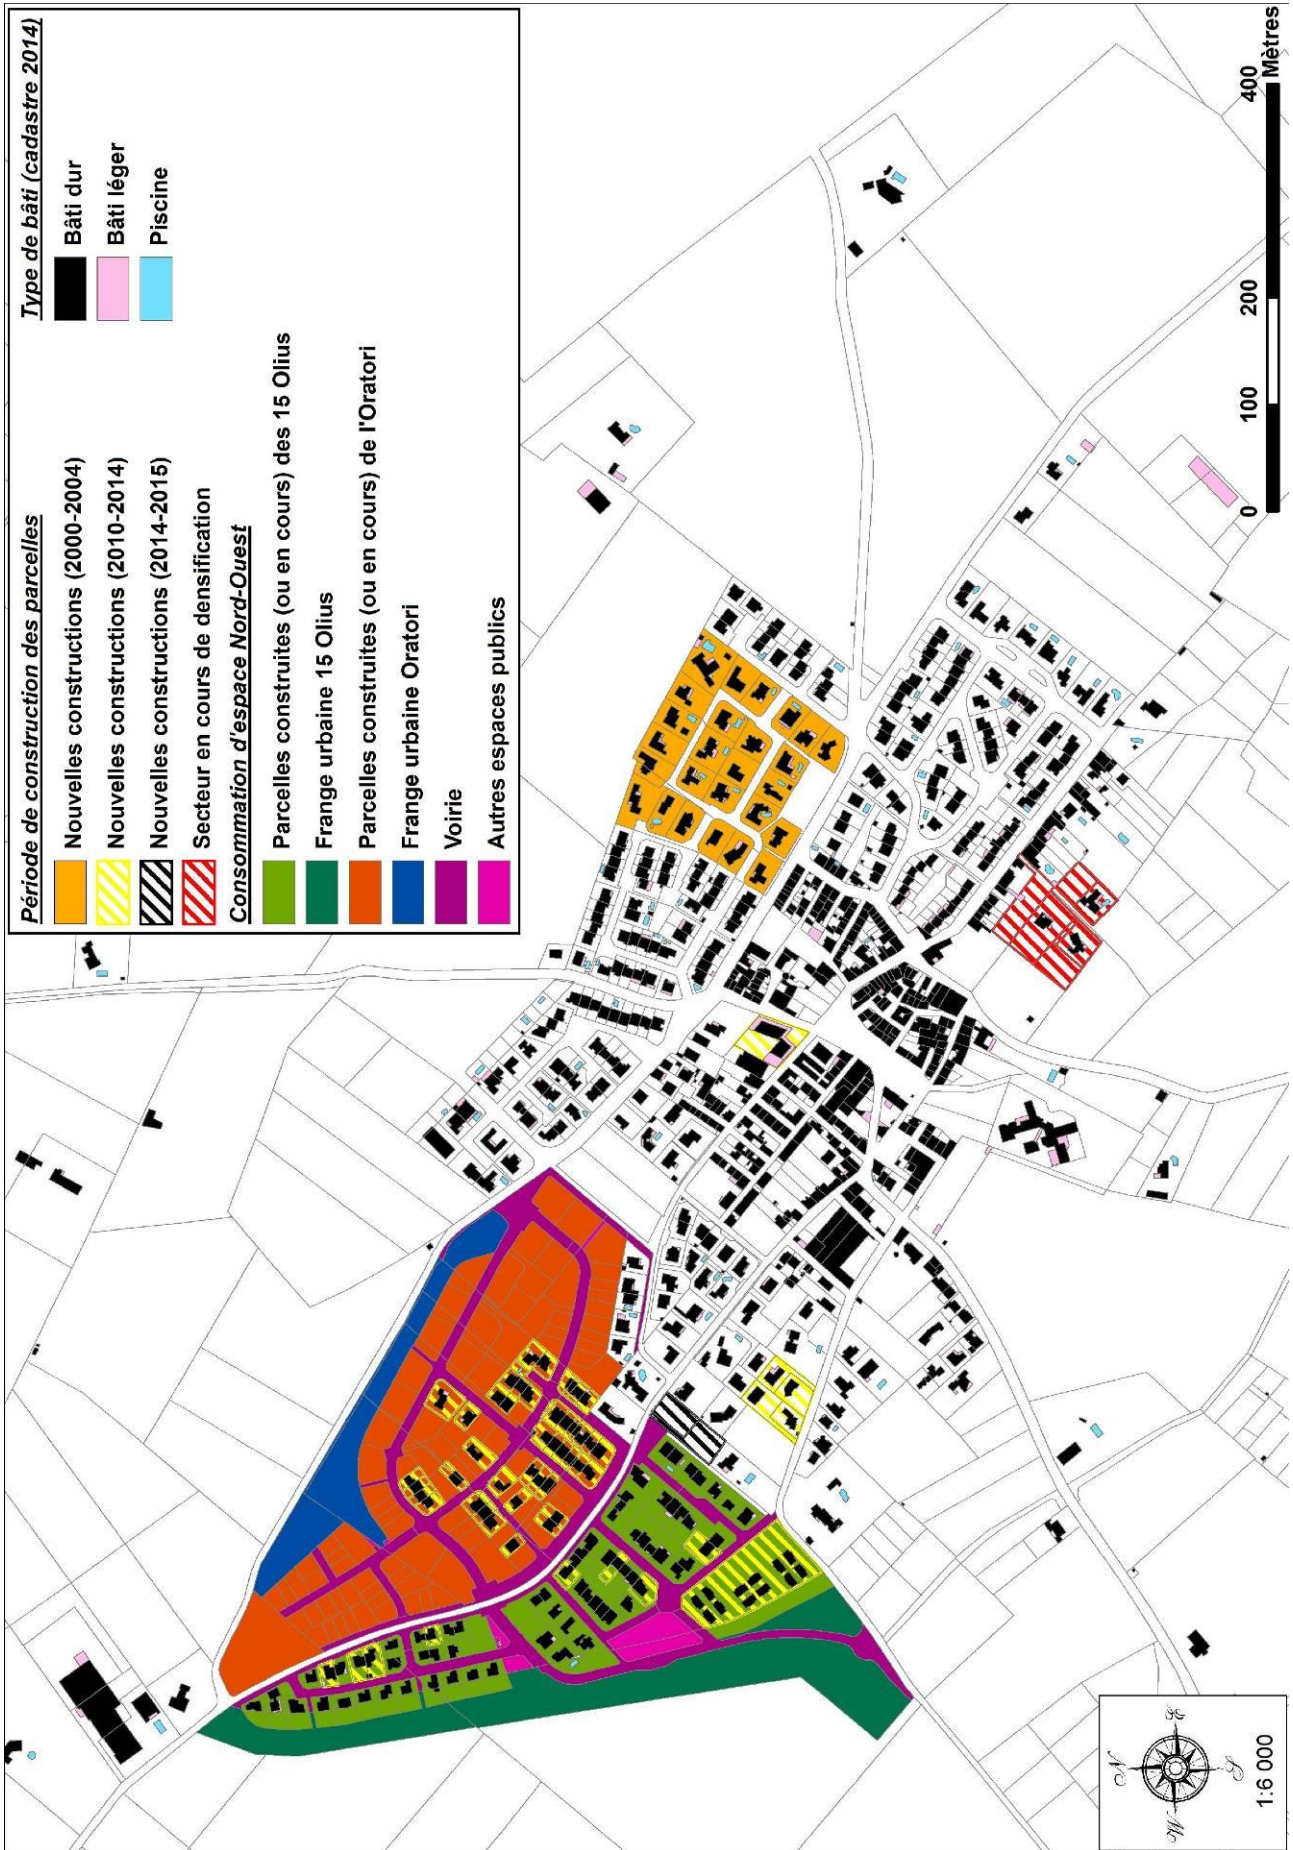 Période de construction des parcelles
Nouvelles constructions (2000-2004)
Nouvelles constructions (2010-2014)
Nouvelles constructions (2014-2015)
Secteur en cours de densification
Consommation d'espace Nord-Ouest
Parcelles construites (ou en cours) des 15 Olius
Frange urbaine 15 Olius
Parcelles construites (ou en cours) de l'Oratori
Frange urbaine Oratori
Voirie
Autres espaces publics
Type de bâti (cadastre 2014)
Bâti dur
Bâti léger
Piscine
1:6 000
0 100 200 400
Mètres